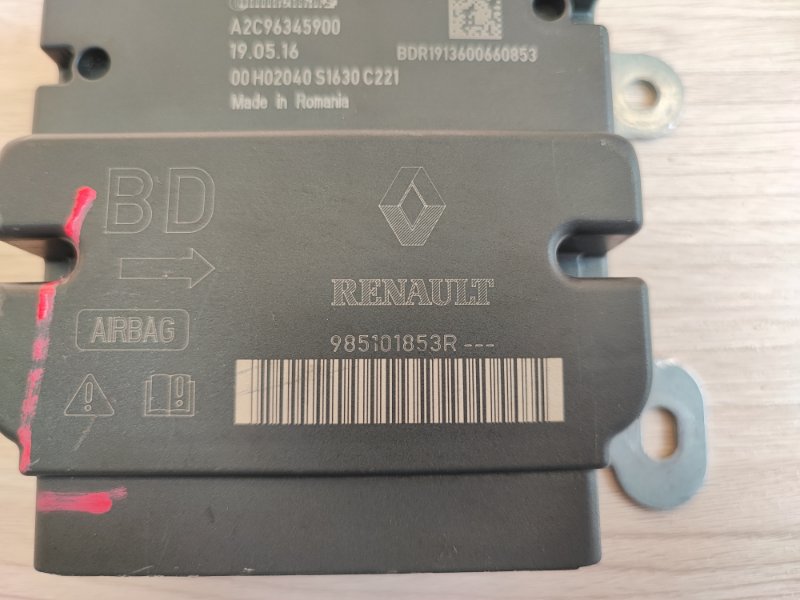 A2C96345900
19.05.16
BDR1913600660853
00 H02040 S1630 C221
Made in Romania
BD
RENAULT
AIRBAG
985101853R ---